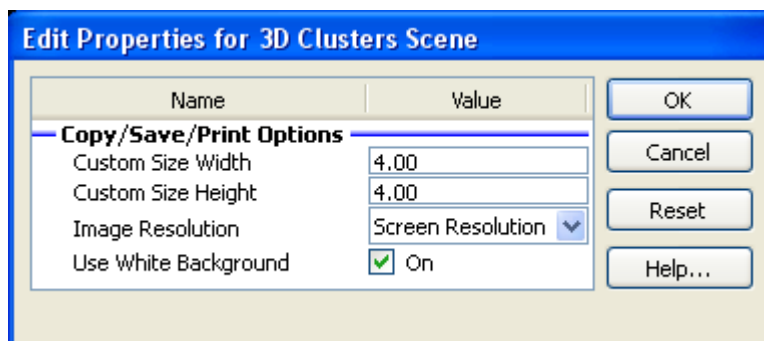 Edit Properties for 3D Clusters Scene
Name Value
Copy/Save/Print Options
Custom Size Width 4.00
Custom Size Height 4.00
Image Resolution Screen Resolution
Use White Background On
OK
Cancel
Reset
Help...